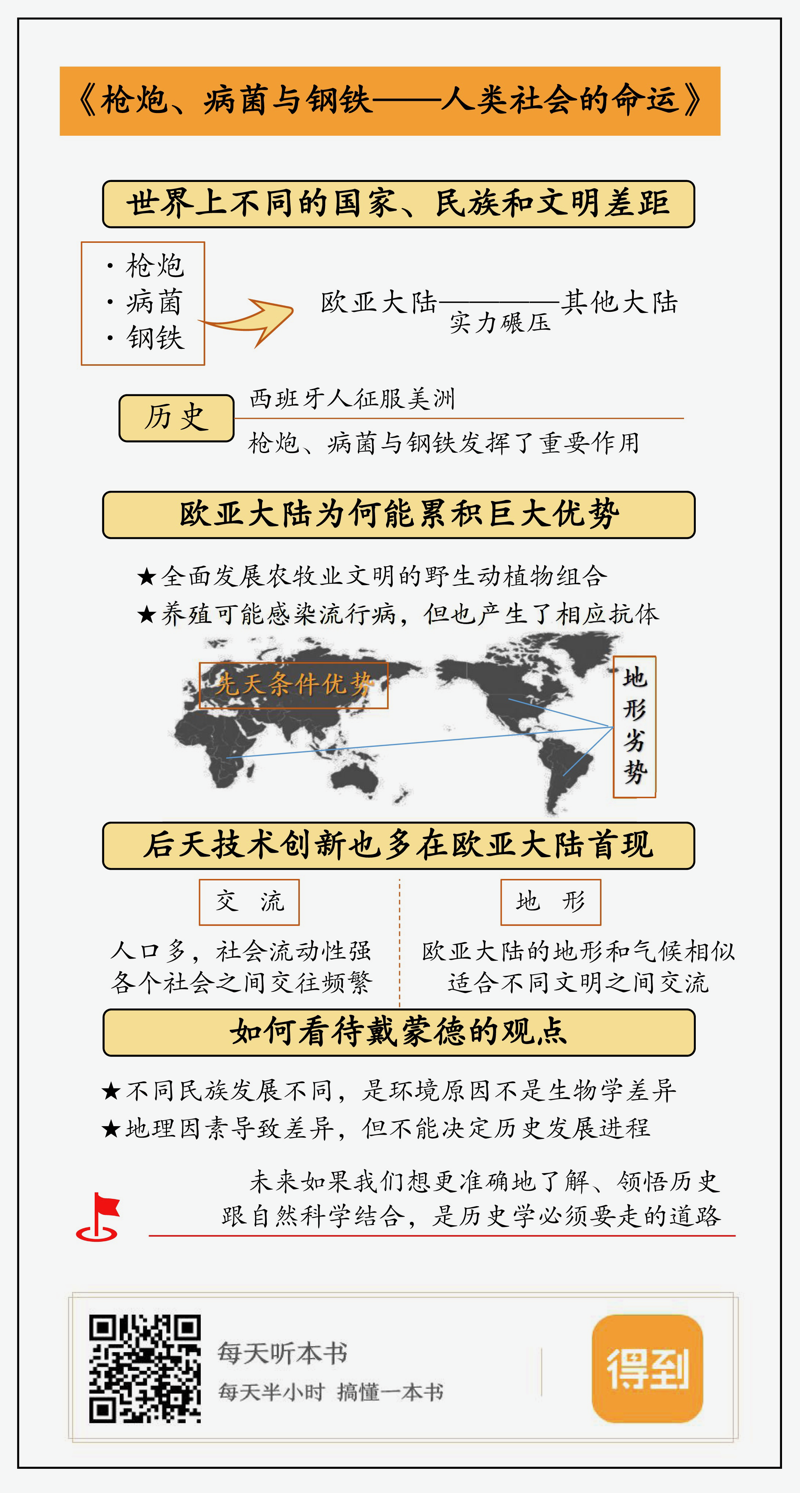 《枪炮、病菌与钢铁——人类社会的命运》
世界上不同的国家、民族和文明差距
·枪炮
·病菌
·钢铁
欧亚大陆————其他大陆
实力碾压
历史
西班牙人征服美洲
枪炮、病菌与钢铁发挥了重要作用
欧亚大陆为何能累积巨大优势
★全面发展农牧业文明的野生动植物组合
★养殖可能感染流行病，但也产生了相应抗体
先天条件优势
地形劣势
后天技术创新也多在欧亚大陆首现
交 流
人口多，社会流动性强
各个社会之间交往频繁
地 形
欧亚大陆的地形和气候相似
适合不同文明之间交流
如何看待戴蒙德的观点
★不同民族发展不同，是环境原因不是生物学差异
★地理因素导致差异，但不能决定历史发展进程
未来如果我们想更准确地了解、领悟历史
跟自然科学结合，是历史学必须要走的道路
每天听本书
每天半小时 搞懂一本书
得到